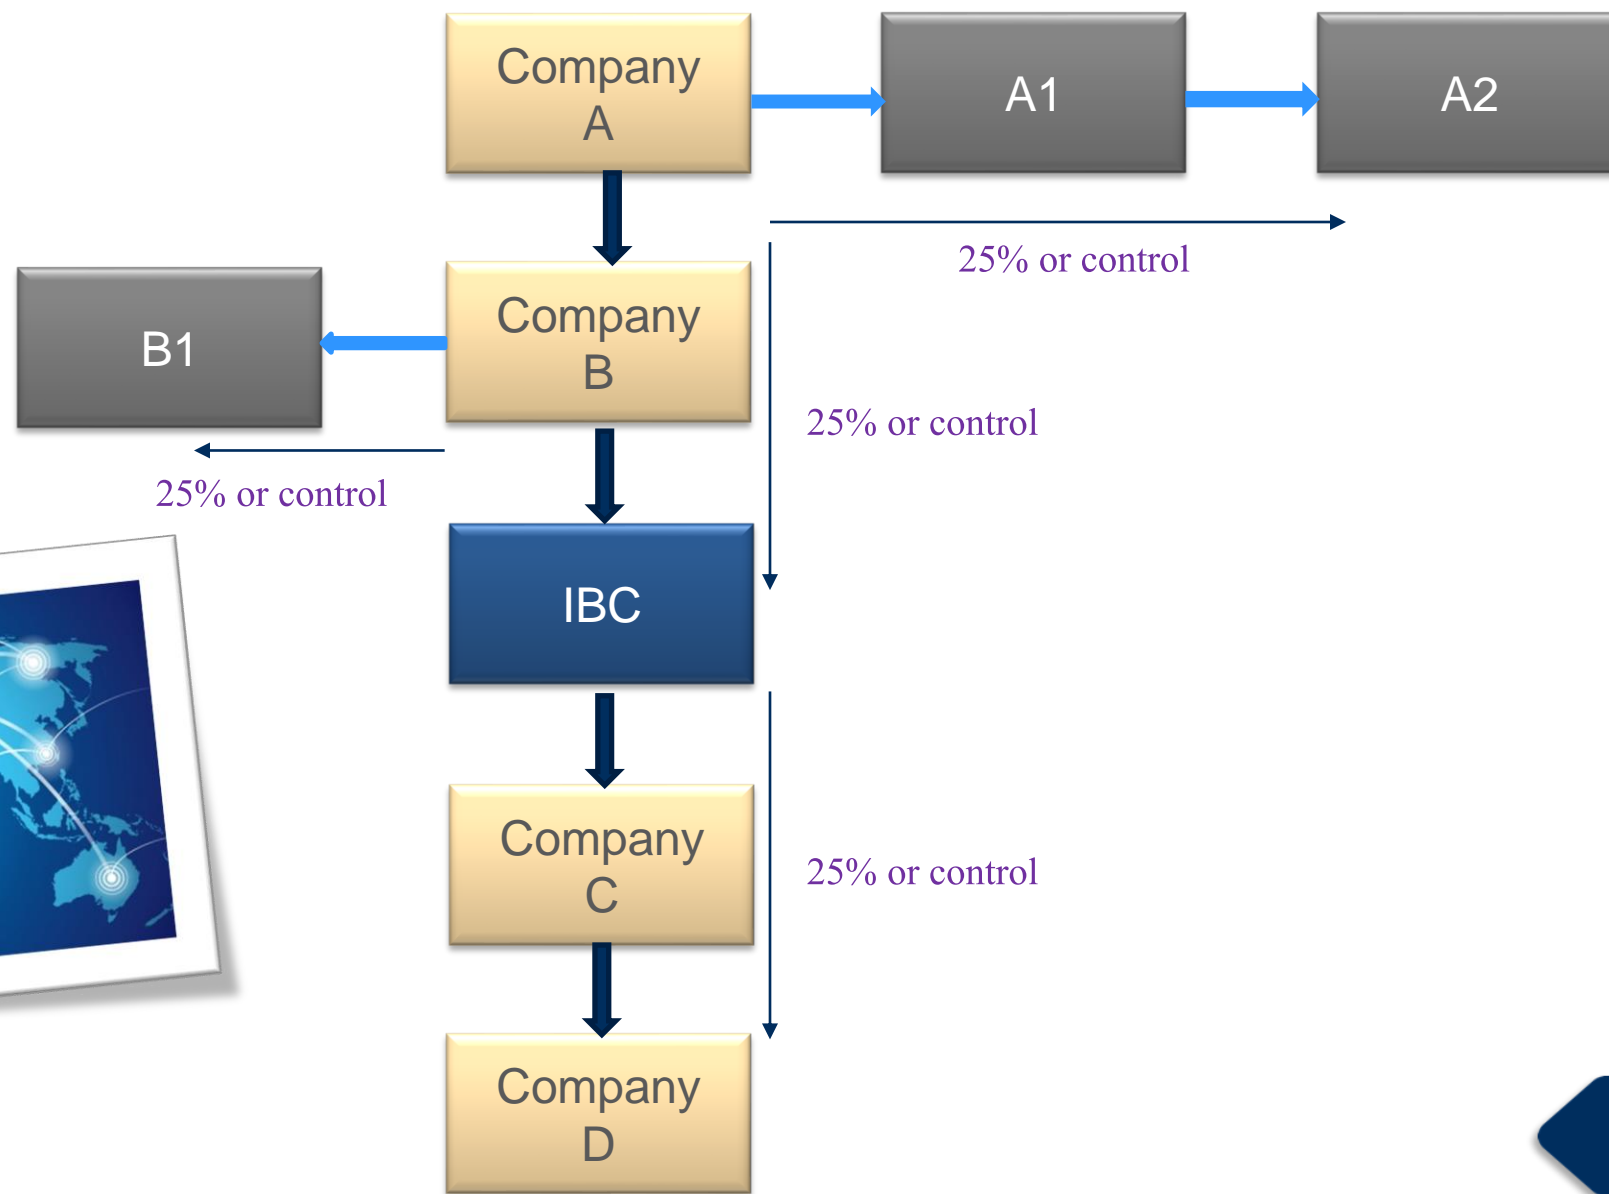 Company
A
A1
A2
25% or control
Company
B
B1
25% or control
25% or control
IBC
Company
C
25% or control
Company
D